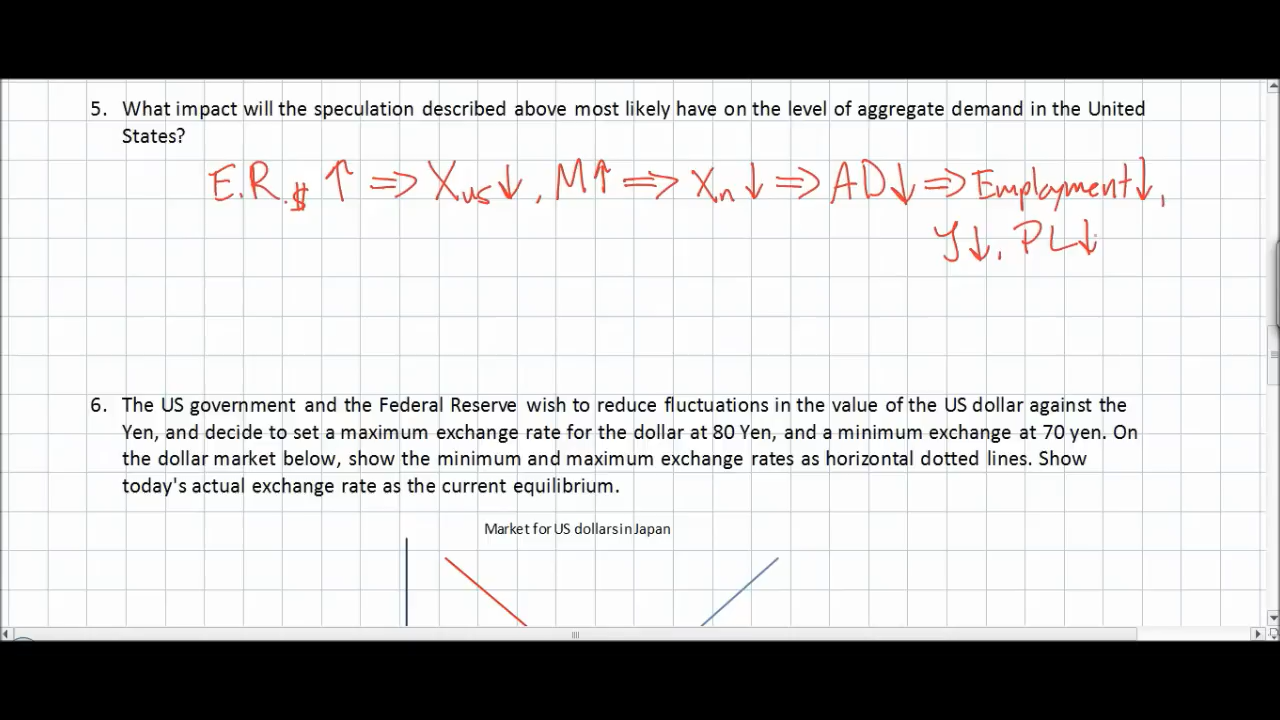 5. What impact will the speculation described above most likely have on the level of aggregate demand in the United
States?
E.R.$ ↑ ⇒ Xus↓, M↑ ⇒ Xn↓ ⇒ AD↓ ⇒ Employment↓,
Y↓, PL↓
6. The US government and the Federal Reserve wish to reduce fluctuations in the value of the US dollar against the
Yen, and decide to set a maximum exchange rate for the dollar at 80 Yen, and a minimum exchange at 70 yen. On
the dollar market below, show the minimum and maximum exchange rates as horizontal dotted lines. Show
today's actual exchange rate as the current equilibrium.
Market for US dollars in Japan